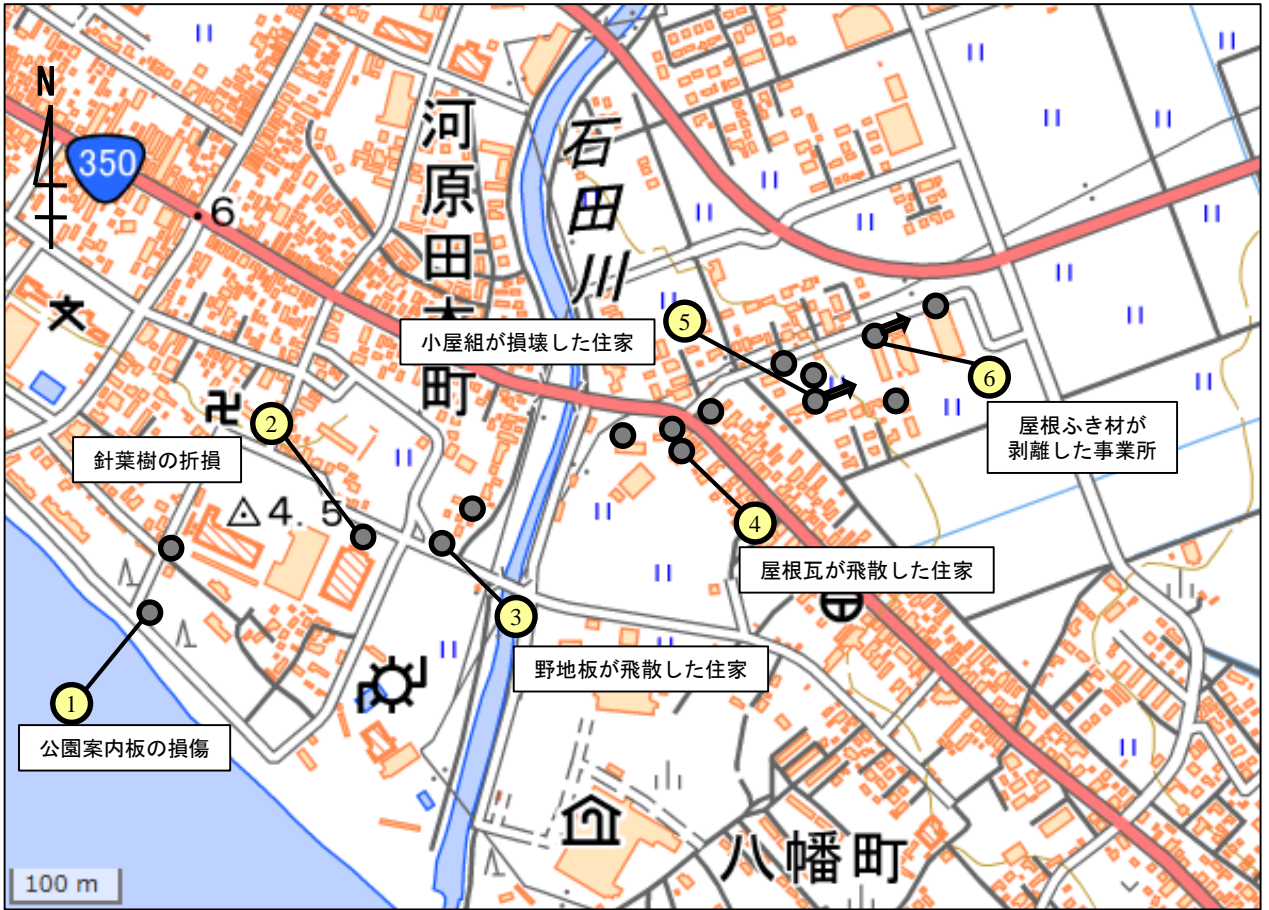 N
350
6
河原田本町
石田川
小屋組が損壊した住家
5
6
屋根ふき材が
剥離した事業所
2
針葉樹の折損
4.5
4
屋根瓦が飛散した住家
3
野地板が飛散した住家
1
公園案内板の損傷
八幡町
100 m